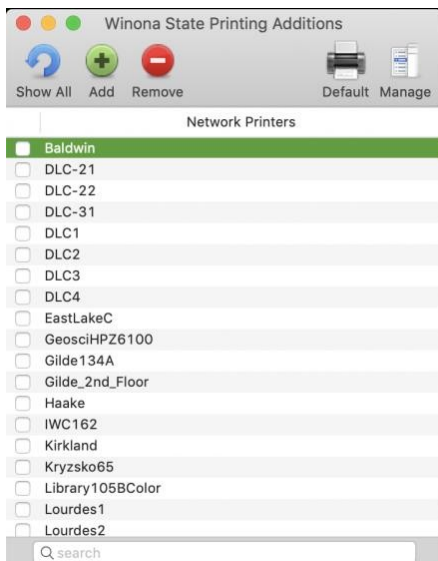 Winona State Printing Additions
Show All Add Remove Default Manage
Network Printers
Baldwin
DLC-21
DLC-22
DLC-31
DLC1
DLC2
DLC3
DLC4
EastLakeC
GeosciHPZ6100
Gilde134A
Gilde_2nd_Floor
Haake
IWC162
Kirkland
Kryzsko65
Library105BColor
Lourdes1
Lourdes2
search